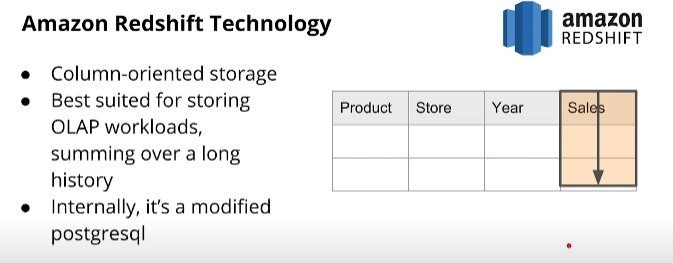 Amazon Redshift Technology
amazon
REDSHIFT
● Column-oriented storage
● Best suited for storing
OLAP workloads,
summing over a long
history
● Internally, it's a modified
postgresql
Product Store Year Sales